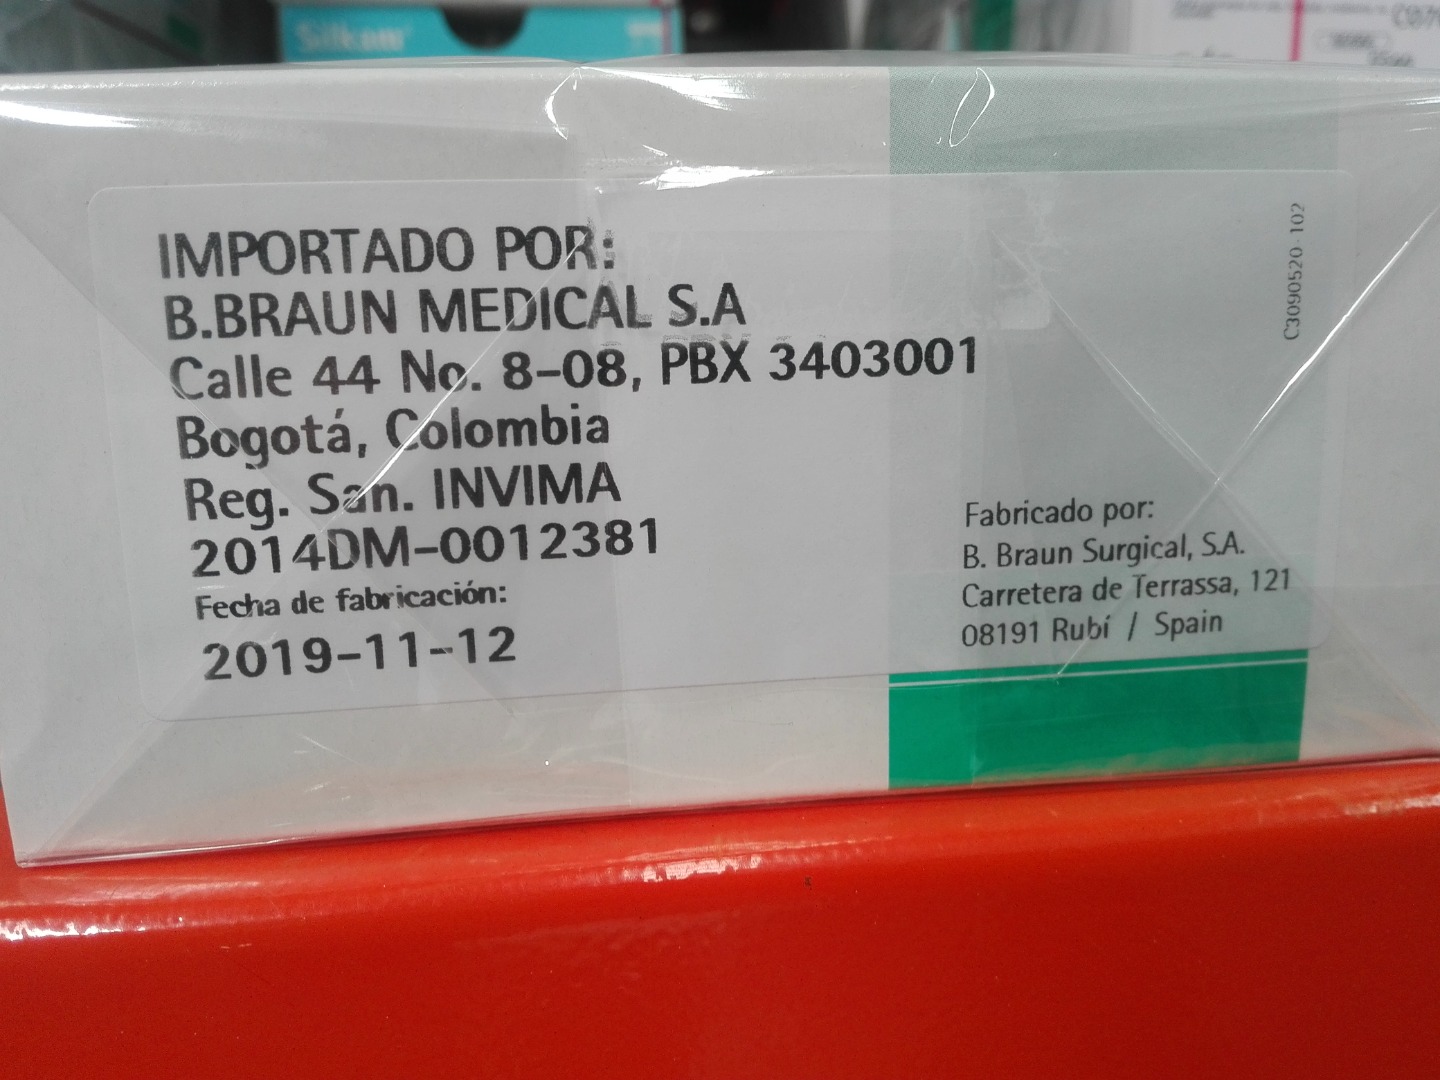 Silkam
IMPORTADO POR:
B.BRAUN MEDICAL S.A
Calle 44 No. 8-08, PBX 3403001
Bogotá, Colombia
Reg. San. INVIMA
2014DM-0012381
Fecha de fabricación:
2019-11-12
C3090520-102
Fabricado por:
B. Braun Surgical, S.A.
Carretera de Terrassa, 121
08191 Rubí / Spain